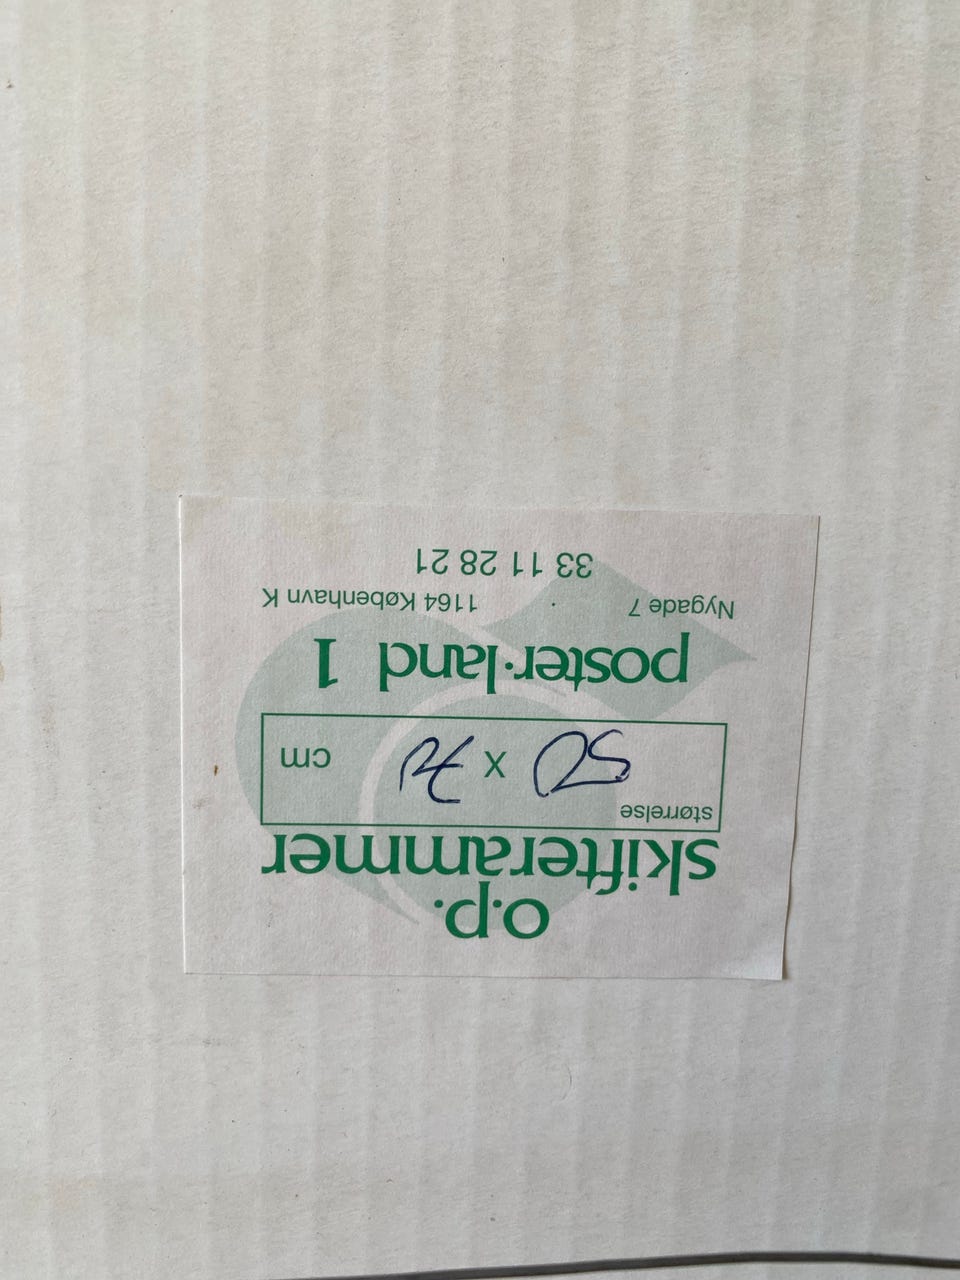 o.p.
skifterammer
størrelse
50 x 70 cm
poster·land 1
Nygade 7 1164 København K
33 11 28 21